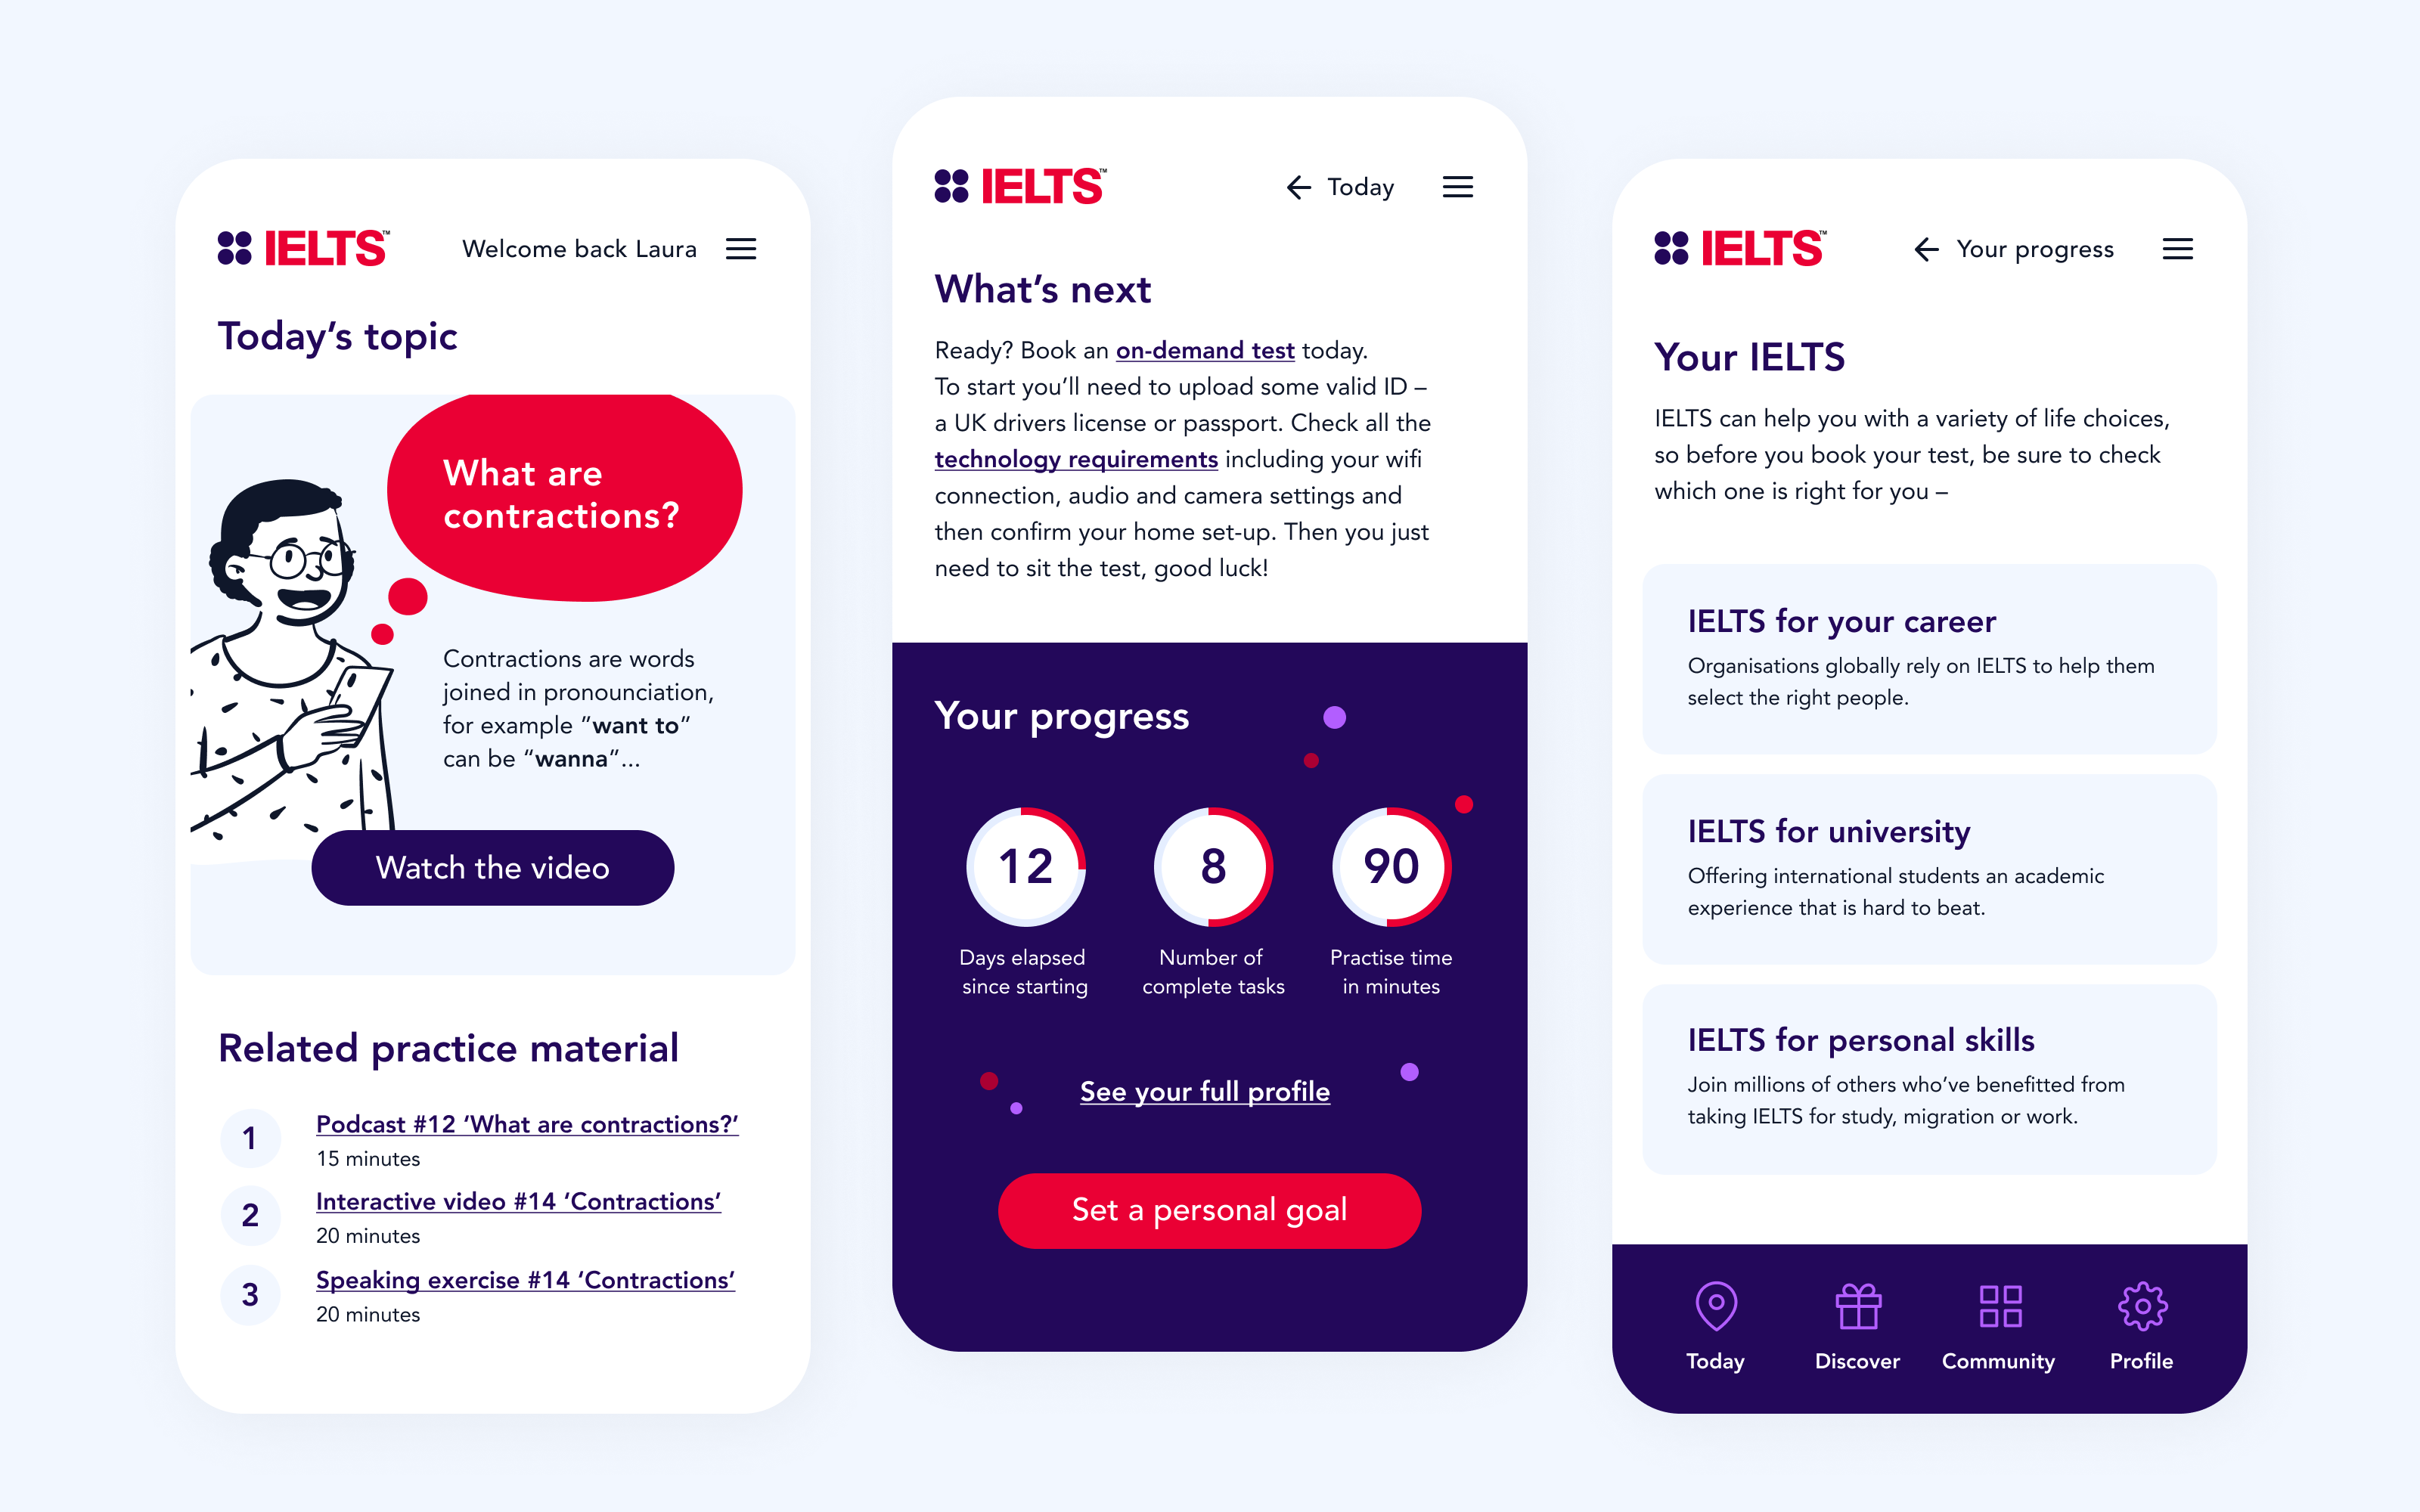 IELTS™
Welcome back Laura
Today’s topic
What are
contractions?
Contractions are words
joined in pronounciation,
for example “want to”
can be “wanna”...
Watch the video
Related practice material
1
Podcast #12 ‘What are contractions?’
15 minutes
2
Interactive video #14 ‘Contractions’
20 minutes
3
Speaking exercise #14 ‘Contractions’
20 minutes
IELTS™
Today
What’s next
Ready? Book an on-demand test today.
To start you’ll need to upload some valid ID –
a UK drivers license or passport. Check all the
technology requirements including your wifi
connection, audio and camera settings and
then confirm your home set-up. Then you just
need to sit the test, good luck!
Your progress
12
Days elapsed
since starting
8
Number of
complete tasks
90
Practise time
in minutes
See your full profile
Set a personal goal
IELTS™
Your progress
Your IELTS
IELTS can help you with a variety of life choices,
so before you book your test, be sure to check
which one is right for you –
IELTS for your career
Organisations globally rely on IELTS to help them
select the right people.
IELTS for university
Offering international students an academic
experience that is hard to beat.
IELTS for personal skills
Join millions of others who’ve benefitted from
taking IELTS for study, migration or work.
Today
Discover
Community
Profile